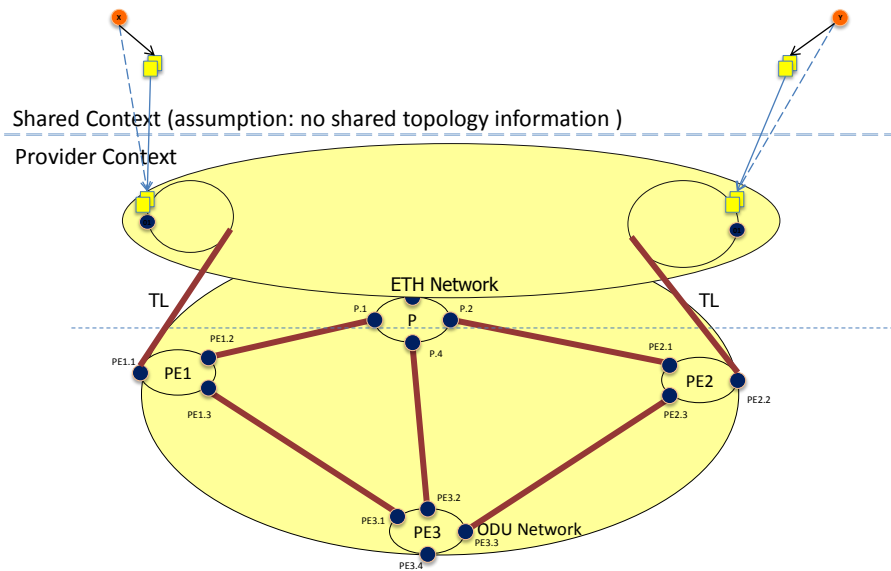 X
Y
Shared Context (assumption: no shared topology information )
Provider Context
ETH Network
TL
TL
P.1
P
P.2
PE1.2
P.4
PE2.1
PE1.1
PE1
PE2
PE1.3
PE2.3
PE2.2
PE3.2
PE3.1
PE3
ODU Network
PE3.3
PE3.4